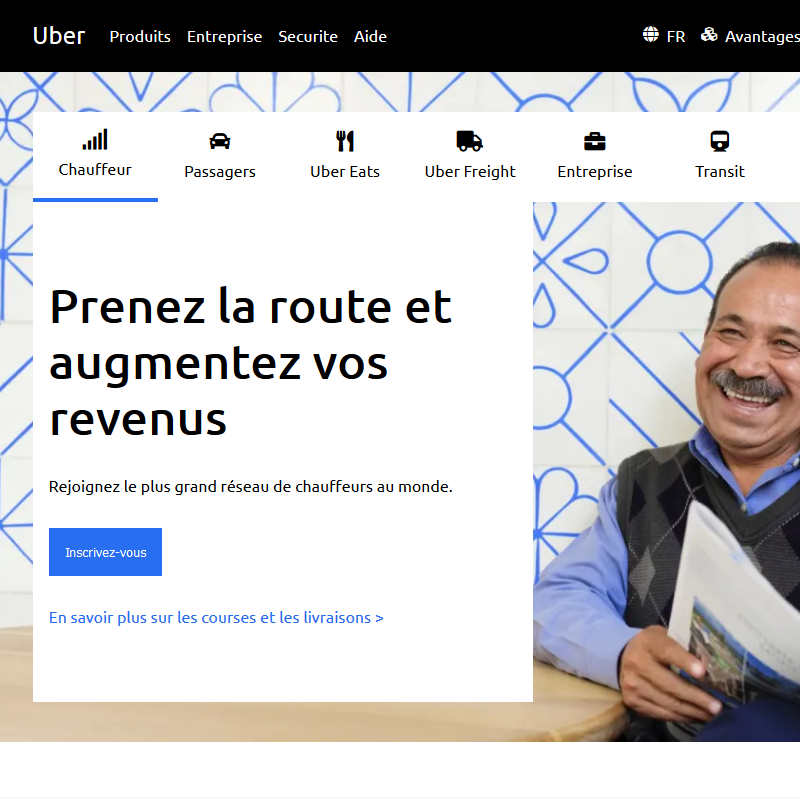 Uber Produits Entreprise Securite Aide FR Avantages
Chauffeur Passagers Uber Eats Uber Freight Entreprise Transit
Prenez la route et
augmentez vos
revenus
Rejoignez le plus grand réseau de chauffeurs au monde.
Inscrivez-vous
En savoir plus sur les courses et les livraisons >